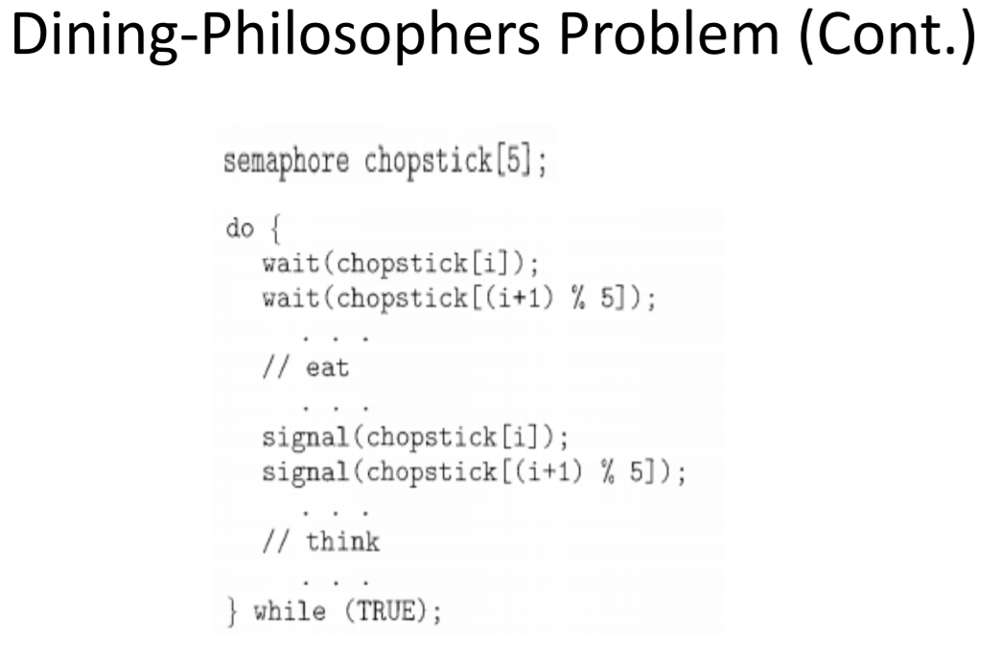 Dining-Philosophers Problem (Cont.)
semaphore chopstick[5];
do {
wait(chopstick[i]);
wait(chopstick[(i+1) % 5]);
. . .
// eat
. . .
signal(chopstick[i]);
signal(chopstick[(i+1) % 5]);
. . .
// think
. . .
} while (TRUE);